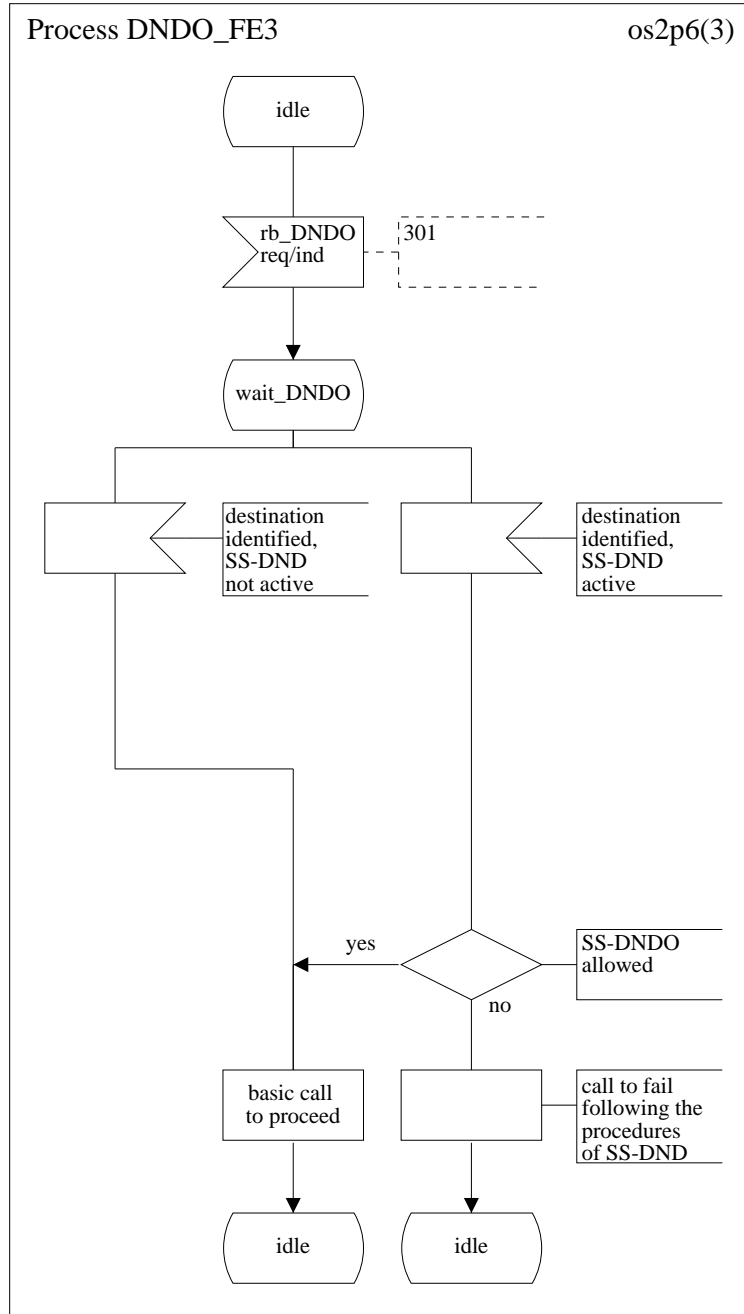 Process DNDO_FE3
os2p6(3)
idle
rb_DNDO
req/ind
301
wait_DNDO
destination
identified,
SS-DND
not active
destination
identified,
SS-DND
active
yes
SS-DNDO
allowed
no
basic call
to proceed
call to fail
following the
procedures
of SS-DND
idle
idle